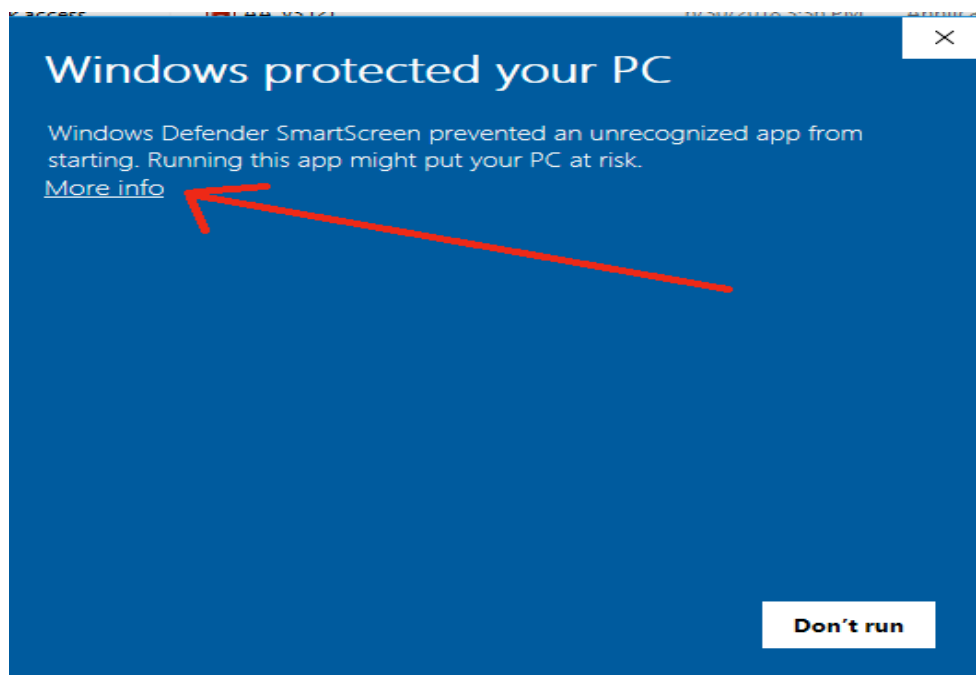 Windows protected your PC
Windows Defender SmartScreen prevented an unrecognized app from
starting. Running this app might put your PC at risk.
More info
Don't run